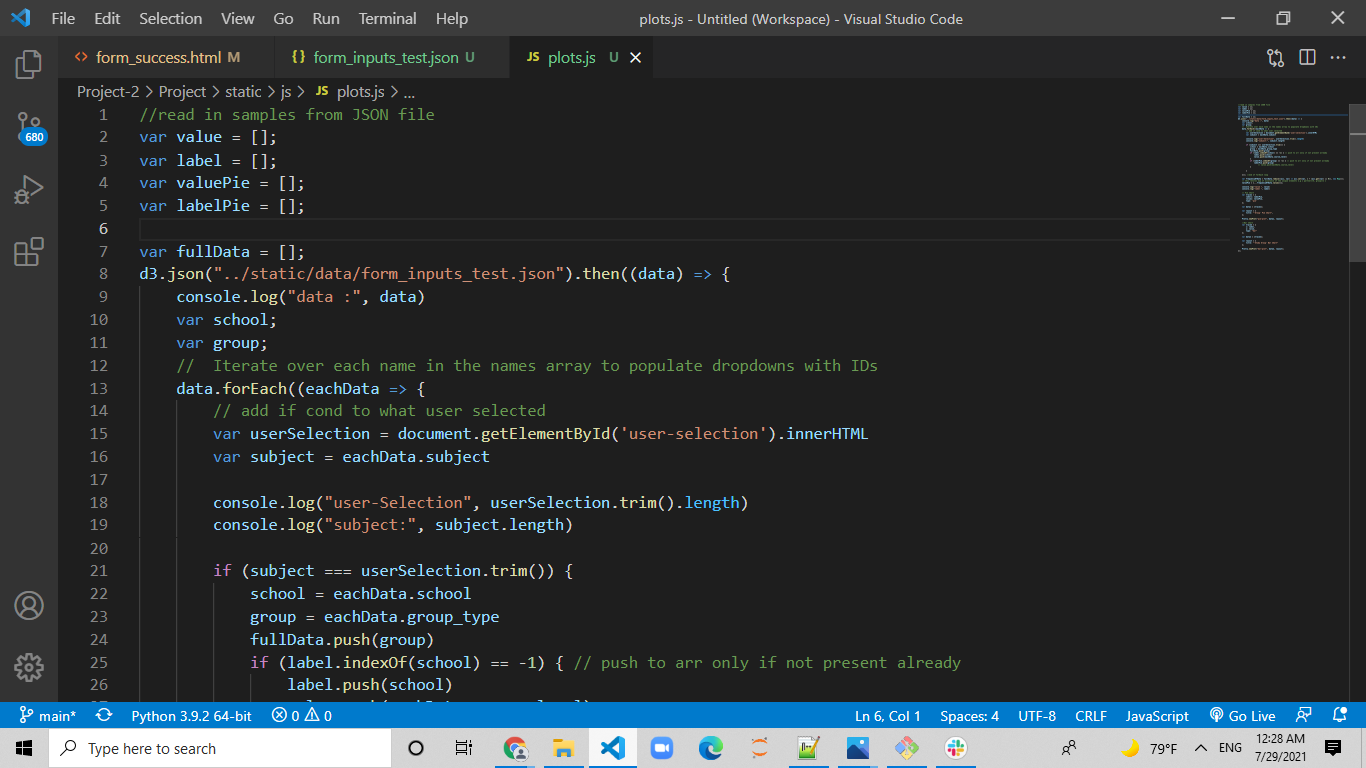 File Edit Selection View Go Run Terminal Help plots.js - Untitled (Workspace) - Visual Studio Code
<> form_success.html M {} form_inputs_test.json U JS plots.js U
Project-2 > Project > static > js > JS plots.js > ...
1 //read in samples from JSON file
2 var value = [];
3 var label = [];
4 var valuePie = [];
5 var labelPie = [];
6
7 var fullData = [];
8 d3.json("../static/data/form_inputs_test.json").then((data) => {
9 console.log("data :", data)
10 var school;
11 var group;
12 //  Iterate over each name in the names array to populate dropdowns with IDs
13 data.forEach((eachData => {
14 // add if cond to what user selected
15 var userSelection = document.getElementById('user-selection').innerHTML
16 var subject = eachData.subject
17
18 console.log("user-Selection", userSelection.trim().length)
19 console.log("subject:", subject.length)
20
21 if (subject === userSelection.trim()) {
22 school = eachData.school
23 group = eachData.group_type
24 fullData.push(group)
25 if (label.indexOf(school) == -1) { // push to arr only if not present already
26 label.push(school)
680
main* Python 3.9.2 64-bit 0 0 Ln 6, Col 1 Spaces: 4 UTF-8 CRLF JavaScript Go Live
Type here to search 79°F ENG 12:28 AM
7/29/2021